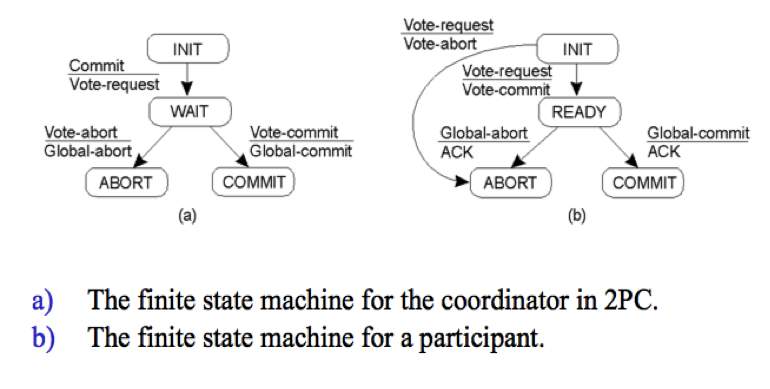 INIT
Commit
Vote-request
WAIT
Vote-abort
Global-abort
Vote-commit
Global-commit
ABORT
COMMIT
(a)
Vote-request
Vote-abort
INIT
Vote-request
Vote-commit
READY
Global-abort
ACK
Global-commit
ACK
ABORT
COMMIT
(b)
a) The finite state machine for the coordinator in 2PC.
b) The finite state machine for a participant.